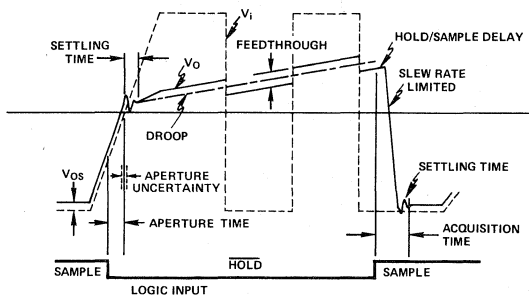 Vi
SETTLING
TIME
VO
FEEDTHROUGH
HOLD/SAMPLE DELAY
SLEW RATE
LIMITED
DROOP
VOS
APERTURE
UNCERTAINTY
APERTURE TIME
SETTLING TIME
ACQUISITION
TIME
SAMPLE
HOLD
SAMPLE
LOGIC INPUT